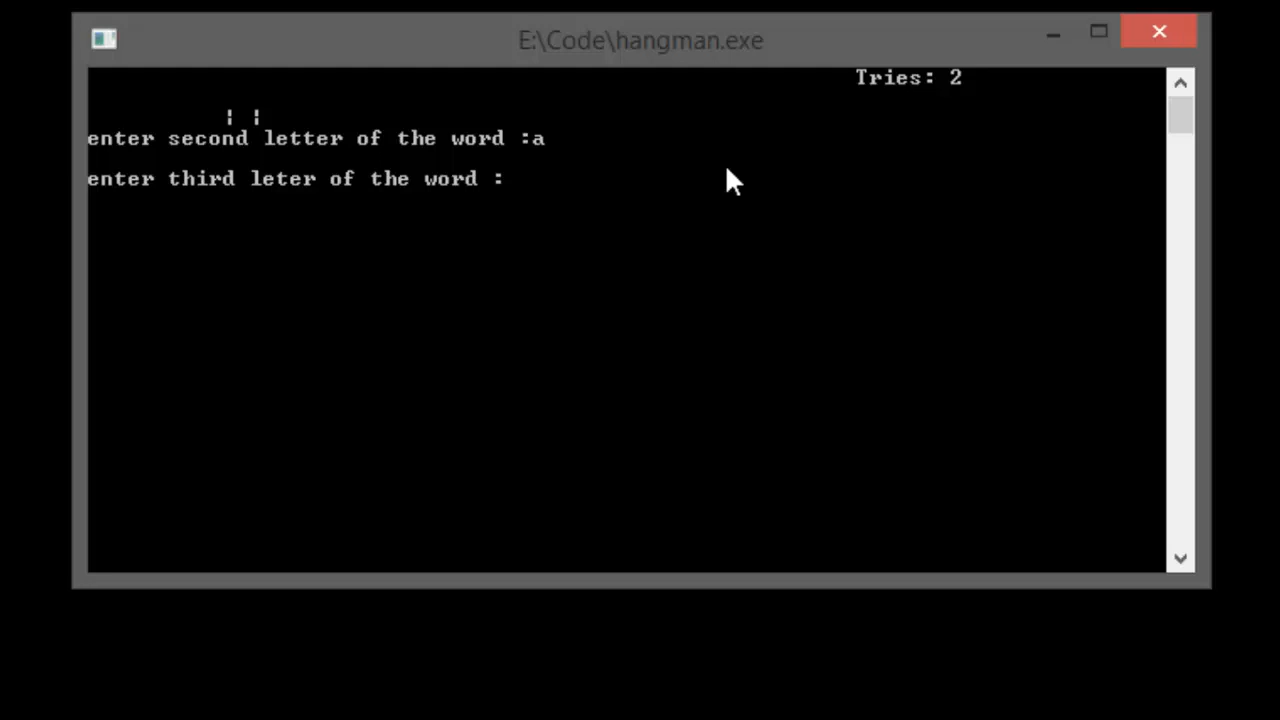 E:\Code\hangman.exe
Tries: 2
¦ ¦
enter second letter of the word :a
enter third leter of the word :